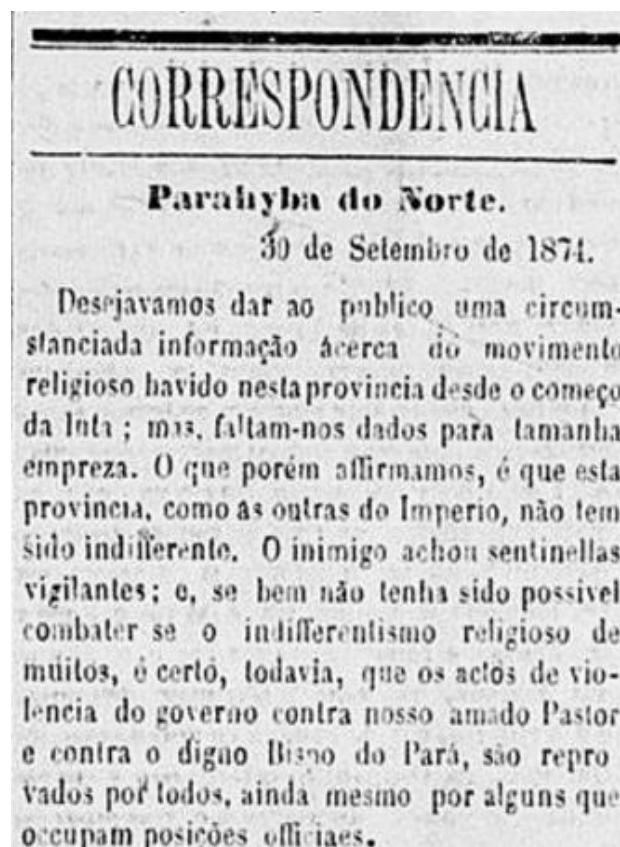 CORRESPONDENCIA
Parahyba do Norte.
30 de Setembro de 1874.
Desejavamos dar ao publico uma circum-
stanciada informação ácerca do movimento
religioso havido nesta provincia desde o começo
da luta ; mas, faltam-nos dados para tamanha
empreza. O que porém affirmamos, é que esta
provincia, como as outras do Imperio, não tem
sido indifferente. O inimigo achou sentinellas
vigilantes; e, se bem não tenha sido possivel
combater se o indifferentismo religioso de
muitos, é certo, todavia, que os actos de vio-
lencia do governo contra nosso amado Pastor
e contra o digno Bispo do Pará, são repro
vados por todos, ainda mesmo por alguns que
occupam posições officiaes.